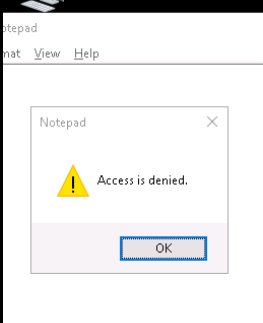 otepad
mat View Help
Notepad
Access is denied.
OK